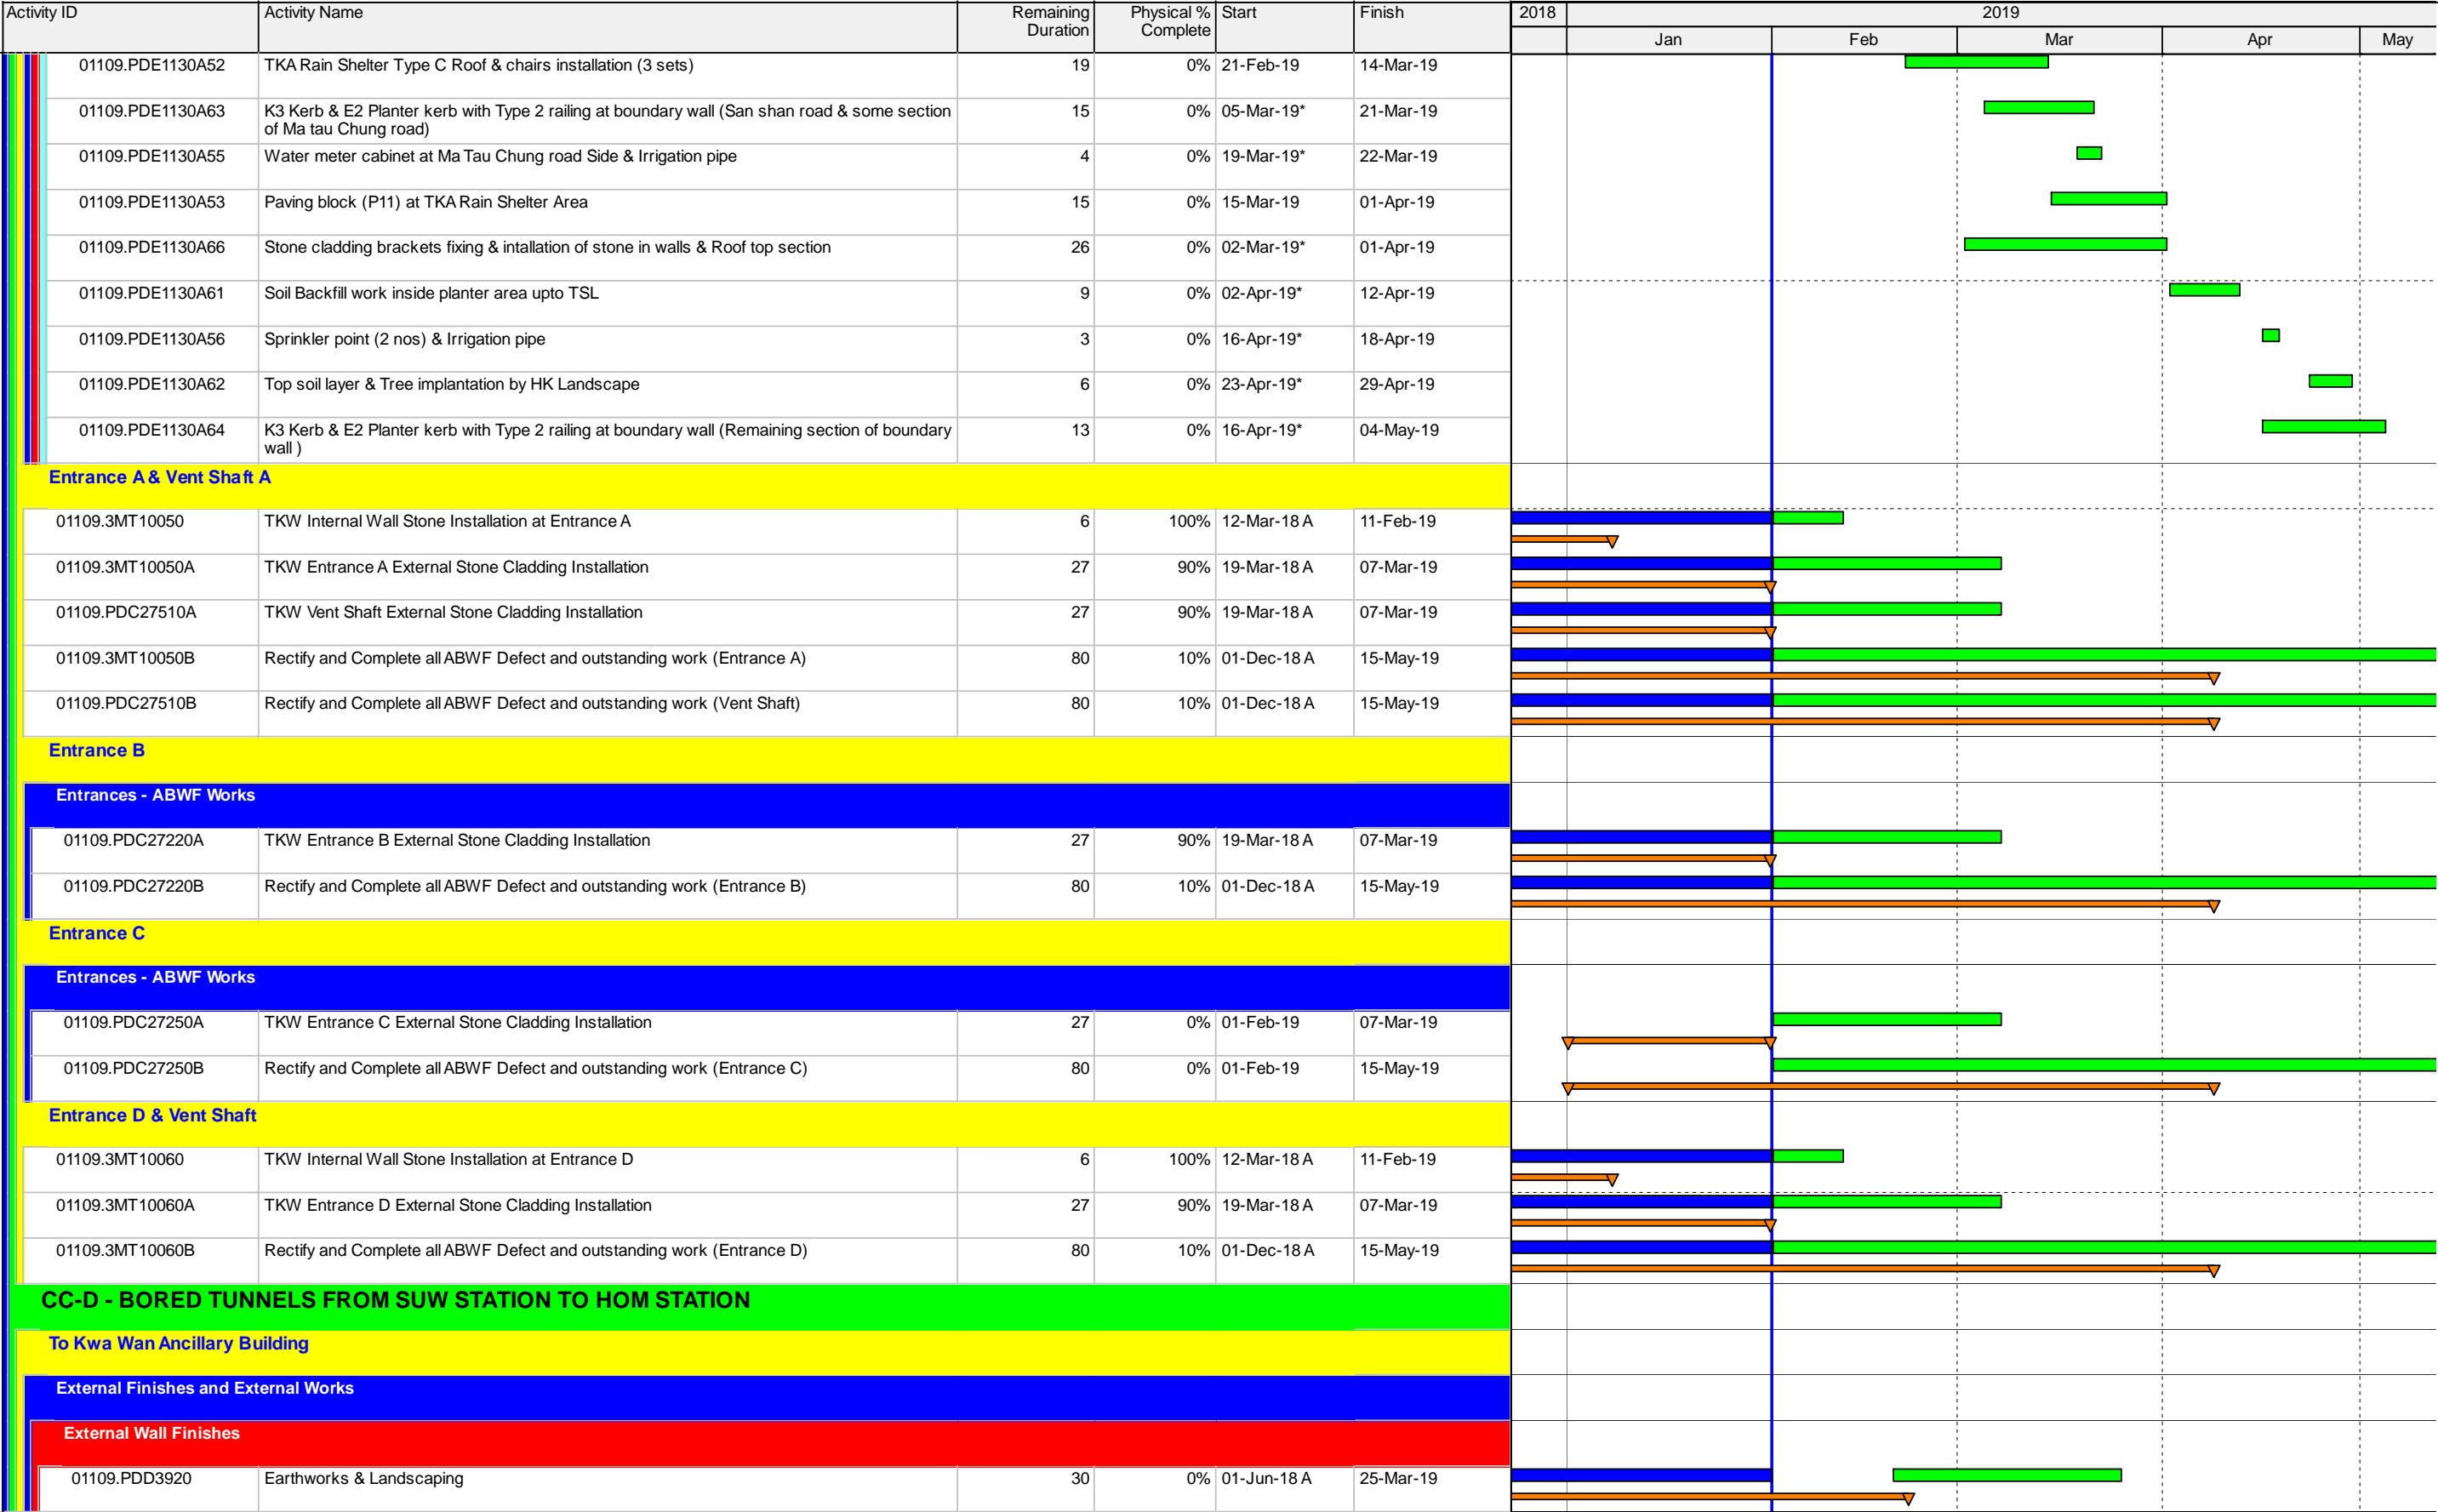 Activity ID Activity Name Remaining Duration Physical % Complete Start Finish 2018 2019
Jan Feb Mar Apr May
01109.PDE1130A52 TKA Rain Shelter Type C Roof & chairs installation (3 sets) 19 0% 21-Feb-19 14-Mar-19
01109.PDE1130A63 K3 Kerb & E2 Planter kerb with Type 2 railing at boundary wall (San shan road & some section 15 0% 05-Mar-19* 21-Mar-19
of Ma tau Chung road)
01109.PDE1130A55 Water meter cabinet at Ma Tau Chung road Side & Irrigation pipe 4 0% 19-Mar-19* 22-Mar-19
01109.PDE1130A53 Paving block (P11) at TKA Rain Shelter Area 15 0% 15-Mar-19 01-Apr-19
01109.PDE1130A66 Stone cladding brackets fixing & intallation of stone in walls & Roof top section 26 0% 02-Mar-19* 01-Apr-19
01109.PDE1130A61 Soil Backfill work inside planter area upto TSL 9 0% 02-Apr-19* 12-Apr-19
01109.PDE1130A56 Sprinkler point (2 nos) & Irrigation pipe 3 0% 16-Apr-19* 18-Apr-19
01109.PDE1130A62 Top soil layer & Tree implantation by HK Landscape 6 0% 23-Apr-19* 29-Apr-19
01109.PDE1130A64 K3 Kerb & E2 Planter kerb with Type 2 railing at boundary wall (Remaining section of boundary 13 0% 16-Apr-19* 04-May-19
wall )
Entrance A & Vent Shaft A
01109.3MT10050 TKW Internal Wall Stone Installation at Entrance A 6 100% 12-Mar-18 A 11-Feb-19
01109.3MT10050A TKW Entrance A External Stone Cladding Installation 27 90% 19-Mar-18 A 07-Mar-19
01109.PDC27510A TKW Vent Shaft External Stone Cladding Installation 27 90% 19-Mar-18 A 07-Mar-19
01109.3MT10050B Rectify and Complete all ABWF Defect and outstanding work (Entrance A) 80 10% 01-Dec-18 A 15-May-19
01109.PDC27510B Rectify and Complete all ABWF Defect and outstanding work (Vent Shaft) 80 10% 01-Dec-18 A 15-May-19
Entrance B
Entrances - ABWF Works
01109.PDC27220A TKW Entrance B External Stone Cladding Installation 27 90% 19-Mar-18 A 07-Mar-19
01109.PDC27220B Rectify and Complete all ABWF Defect and outstanding work (Entrance B) 80 10% 01-Dec-18 A 15-May-19
Entrance C
Entrances - ABWF Works
01109.PDC27250A TKW Entrance C External Stone Cladding Installation 27 0% 01-Feb-19 07-Mar-19
01109.PDC27250B Rectify and Complete all ABWF Defect and outstanding work (Entrance C) 80 0% 01-Feb-19 15-May-19
Entrance D & Vent Shaft
01109.3MT10060 TKW Internal Wall Stone Installation at Entrance D 6 100% 12-Mar-18 A 11-Feb-19
01109.3MT10060A TKW Entrance D External Stone Cladding Installation 27 90% 19-Mar-18 A 07-Mar-19
01109.3MT10060B Rectify and Complete all ABWF Defect and outstanding work (Entrance D) 80 10% 01-Dec-18 A 15-May-19
CC-D - BORED TUNNELS FROM SUW STATION TO HOM STATION
To Kwa Wan Ancillary Building
External Finishes and External Works
External Wall Finishes
01109.PDD3920 Earthworks & Landscaping 30 0% 01-Jun-18 A 25-Mar-19